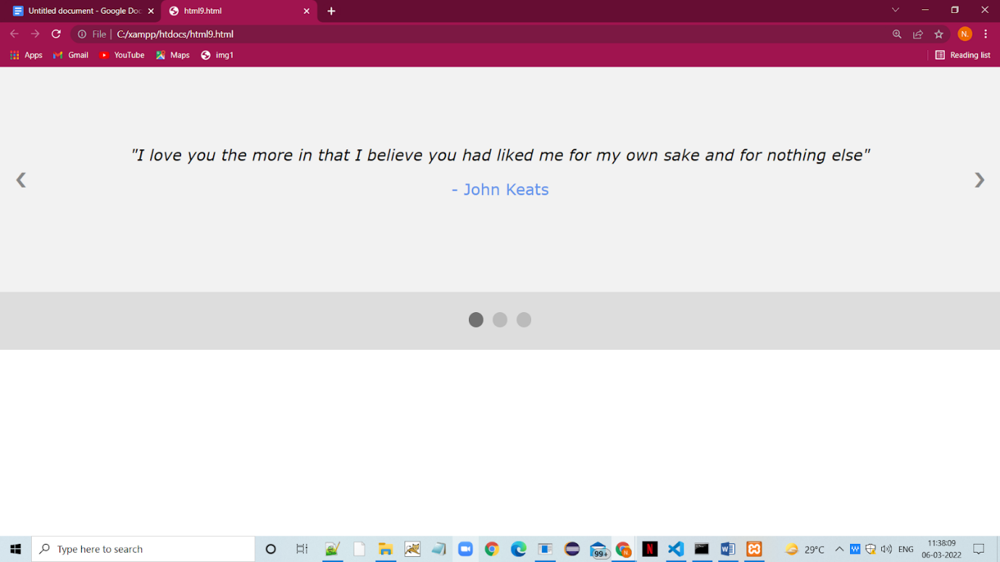 Untitled document - Google Doc
html9.html
File | C:/xampp/htdocs/html9.html
N.
Apps
Gmail
YouTube
Maps
img1
Reading list
"I love you the more in that I believe you had liked me for my own sake and for nothing else"
❮
❯
- John Keats
Type here to search
99+
N
N
W
29°C
W
ENG
11:38:09
06-03-2022